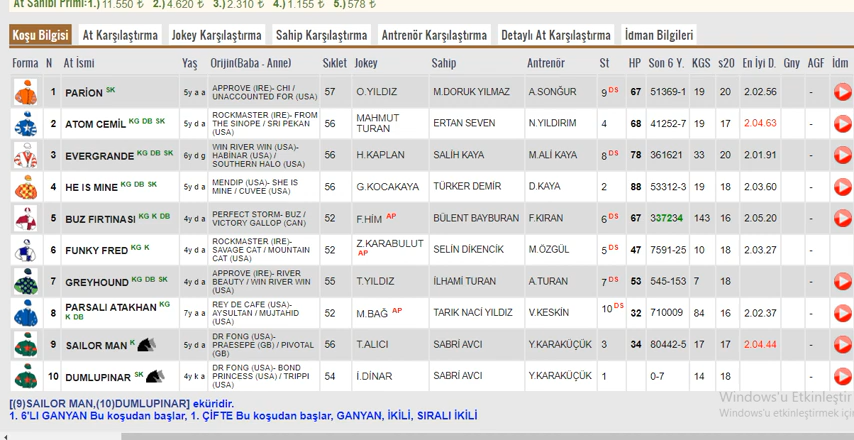 At Sahibi Primi:1.) 11.550 ₺ 2.) 4.620 ₺ 3.) 2.310 ₺ 4.) 1.155 ₺ 5.) 578 ₺
Koşu Bilgisi At Karşılaştırma Jokey Karşılaştırma Sahip Karşılaştırma Antrenör Karşılaştırma Detaylı At Karşılaştırma İdman Bilgileri
Forma N At İsmi Yaş Orijin(Baba - Anne) Sıklet Jokey Sahip Antrenör St HP Son 6 Y. KGS s20 En İyi D. Gny AGF İdm
1 PARİON SK 5y a a APPROVE (IRE)- CHI / UNACCOUNTED FOR (USA) 57 O.YILDIZ M.DORUK YILMAZ A.SONĞUR 9 DS 67 51369-1 19 20 2.02.56 -
2 ATOM CEMİL KG DB SK 5y d a ROCKMASTER (IRE)- FROM THE SINOPE / SRI PEKAN (USA) 56 MAHMUT TURAN ERTAN SEVEN N.YILDIRIM 4 68 41252-7 19 17 2.04.63 -
3 EVERGRANDE KG DB SK 6y d g WIN RIVER WIN (USA)- HABINAR (USA) / SOUTHERN HALO (USA) 56 H.KAPLAN SALİH KAYA M.ALİ KAYA 8 DS 78 361621 33 20 2.01.91 -
4 HE IS MINE KG DB SK 5y d a MENDIP (USA)- SHE IS MINE / CUVEE (USA) 56 G.KOCAKAYA TÜRKER DEMİR D.KAYA 2 88 53312-3 19 18 2.03.60 -
5 BUZ FIRTINASI KG K DB 4y d a PERFECT STORM- BUZ / VICTORY GALLOP (CAN) 52 F.HİM AP BÜLENT BAYBURAN F.KIRAN 6 DS 67 337234 143 16 2.05.20 -
6 FUNKY FRED KG K 4y d a ROCKMASTER (IRE)- SAVAGE CAT / MOUNTAIN CAT (USA) 52 Z.KARABULUT AP SELİN DİKENCİK M.ÖZGÜL 5 DS 47 7591-25 10 18 2.03.27 -
7 GREYHOUND KG DB SK 4y d a APPROVE (IRE)- RIVER BEAUTY / WIN RIVER WIN (USA) 55 T.YILDIZ İLHAMİ TURAN A.TURAN 7 DS 53 545-153 7 18 -
8 PARSALI ATAKHAN KG K DB 7y a a REY DE CAFE (USA)- AYSULTAN / MUJTAHID (USA) 52 M.BAĞ AP TARIK NACİ YILDIZ V.KESKİN 10 DS 32 710009 84 16 2.02.37 -
9 SAILOR MAN K 5y d a DR FONG (USA)- PRAESEPE (GB) / PIVOTAL (GB) 56 T.ALICI SABRİ AVCI Y.KARAKÜÇÜK 3 34 80442-5 17 17 2.04.44 -
10 DUMLUPINAR SK 4y k a DR FONG (USA)- BOND PRINCESS (USA) / TRIPPI (USA) 54 İ.DİNAR SABRİ AVCI Y.KARAKÜÇÜK 1 0-7 14 18 -
[(9)SAILOR MAN,(10)DUMLUPINAR] eküridir.
1. 6'LI GANYAN Bu koşudan başlar, 1. ÇİFTE Bu koşudan başlar, GANYAN, İKİLİ, SIRALI İKİLİ
Windows'u Etkinleştir
Windows'u etkinleştirmek için